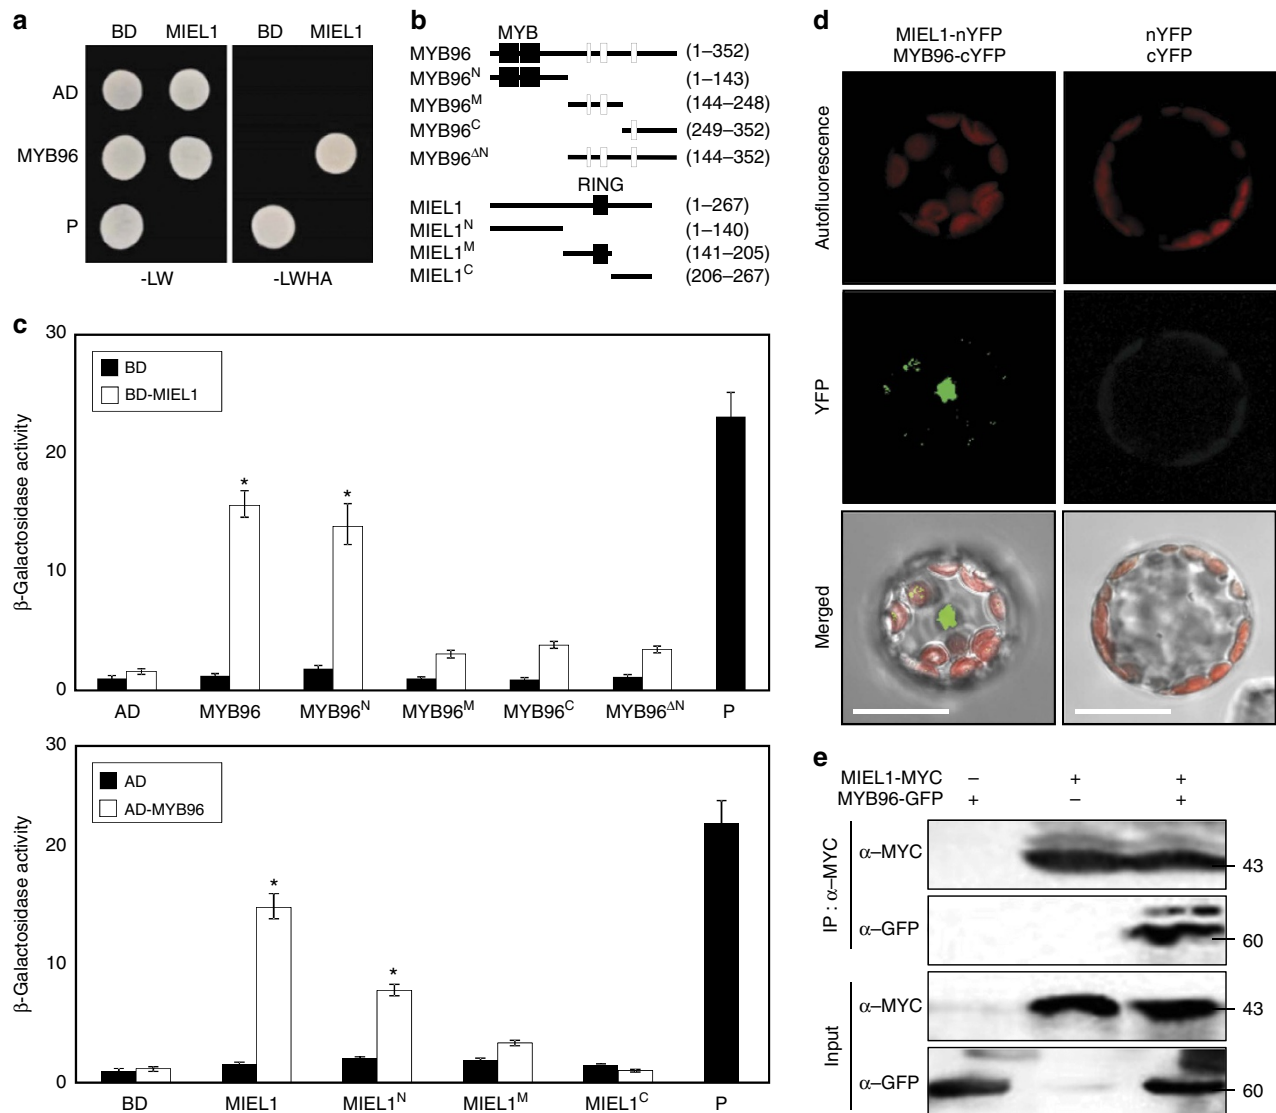 a
BD MIEL1 BD MIEL1
AD
MYB96
P
-LW -LWHA
b
MYB
MYB96 (1–352)
MYB96N (1–143)
MYB96M (144–248)
MYB96C (249–352)
MYB96ΔN (144–352)
RING
MIEL1 (1–267)
MIEL1N (1–140)
MIEL1M (141–205)
MIEL1C (206–267)
c
β-Galactosidase activity
30
20
10
0
BD
BD-MIEL1
* *
AD MYB96 MYB96N MYB96M MYB96C MYB96ΔN P
β-Galactosidase activity
30
20
10
0
AD
AD-MYB96
* *
BD MIEL1 MIEL1N MIEL1M MIEL1C P
d
MIEL1-nYFP nYFP
MYB96-cYFP cYFP
Autofluorescence
YFP
Merged
e
MIEL1-MYC – + +
MYB96-GFP + – +
IP : α–MYC
α–MYC 43
α–GFP 60
Input
α–MYC 43
α–GFP 60